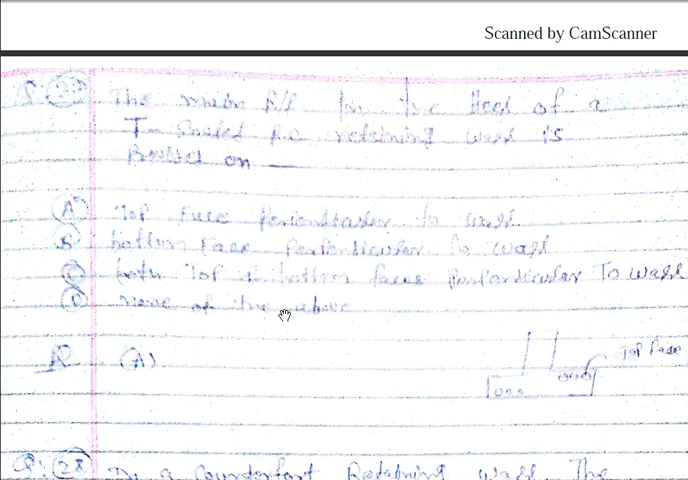 Scanned by CamScanner
The main R/f in the Heel of a
T-shaped RC retaining wall is
Provided on —
(A) Top face perpendicular to wall
(B) bottom face perpendicular to wall
(C) both Top & bottom faces perpendicular To wall
(D) none of the above
(A)
Top face
Q. (28) In a Counterfort Retaining wall, The